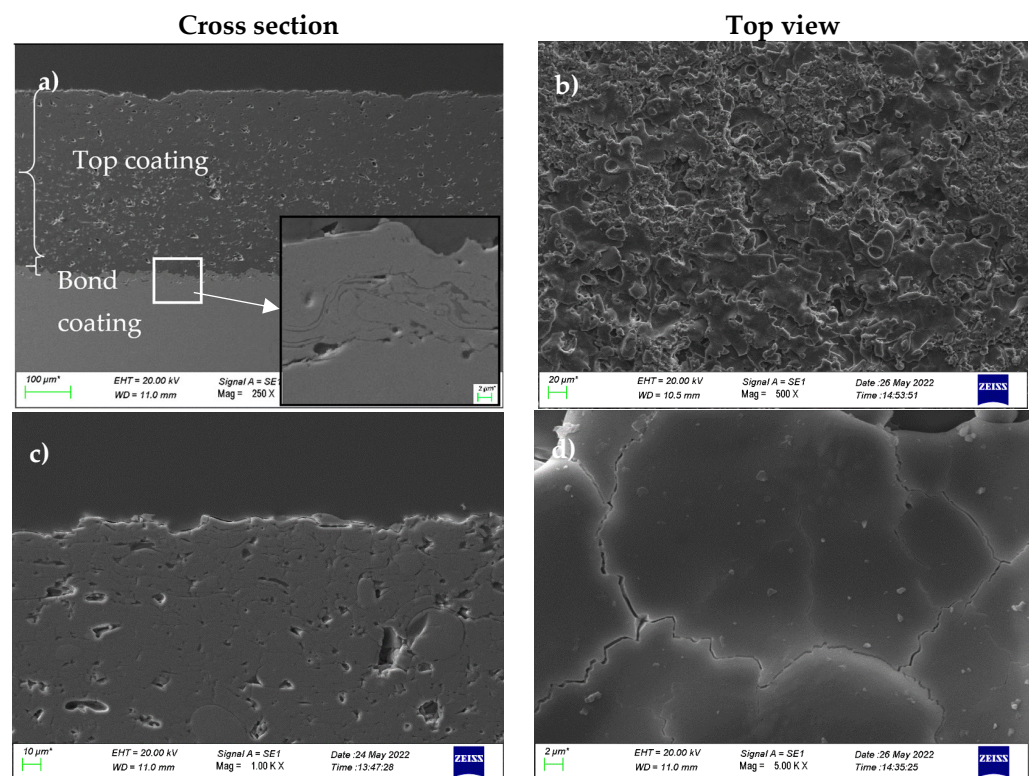 Cross section
Top view
a)
Top coating
Bond
coating
2 µm*
100 µm*
EHT = 20.00 kV
WD = 11.0 mm
Signal A = SE1
Mag = 250 X
b)
20 µm*
EHT = 20.00 kV
WD = 10.5 mm
Signal A = SE1
Mag = 500 X
Date :26 May 2022
Time :14:53:51
ZEISS
c)
10 µm*
EHT = 20.00 kV
WD = 11.0 mm
Signal A = SE1
Mag = 1.00 K X
Date :24 May 2022
Time :13:47:28
ZEISS
d)
2 µm*
EHT = 20.00 kV
WD = 11.0 mm
Signal A = SE1
Mag = 5.00 K X
Date :26 May 2022
Time :14:35:25
ZEISS